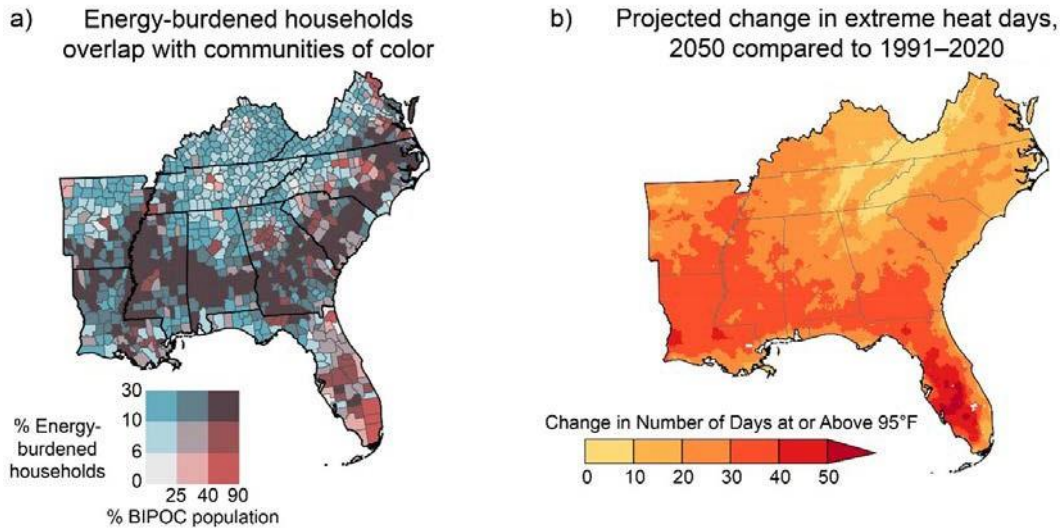 a) Energy-burdened households
overlap with communities of color
30
10
6
0
% Energy-
burdened
households
25 40 90
% BIPOC population
b) Projected change in extreme heat days,
2050 compared to 1991–2020
Change in Number of Days at or Above 95°F
0 10 20 30 40 50